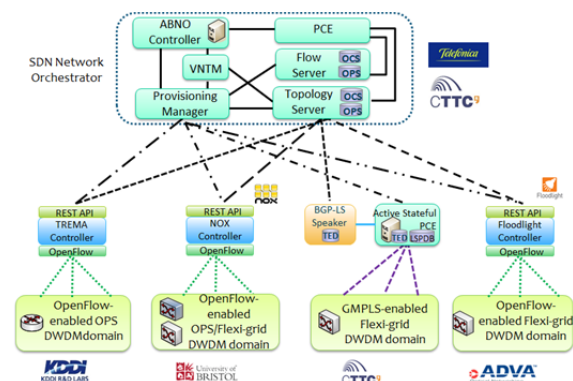 SDN Network
Orchestrator
ABNO
Controller
PCE
VNTM
Flow
Server
OCS
OPS
Provisioning
Manager
Topology
Server
OCS
OPS
Telefónica
CTTC
nox
Floodlight
REST API
TREMA
Controller
OpenFlow
REST API
NOX
Controller
OpenFlow
BGP-LS
Speaker
TED
Active Stateful
PCE
TED
LSPDB
REST API
Floodlight
Controller
OpenFlow
OpenFlow-
enabled OPS
DWDMdomain
OpenFlow-
enabled
OPS/Flexi-grid
DWDM domain
GMPLS-enabled
Flexi-grid
DWDM domain
OpenFlow-
enabled Flexi-grid
DWDM domain
KDDI
KDDI R&D LABS
University of
BRISTOL
CTTC
ADVA